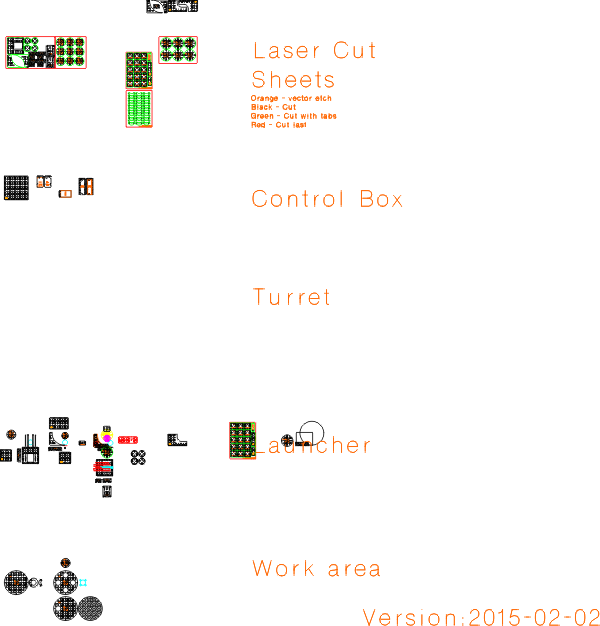 Laser Cut
Sheets
Orange - vector etch
Black - Cut
Green - Cut with tabs
Red - Cut last
Control Box
Turret
Launcher
Work area
Version:2015-02-02